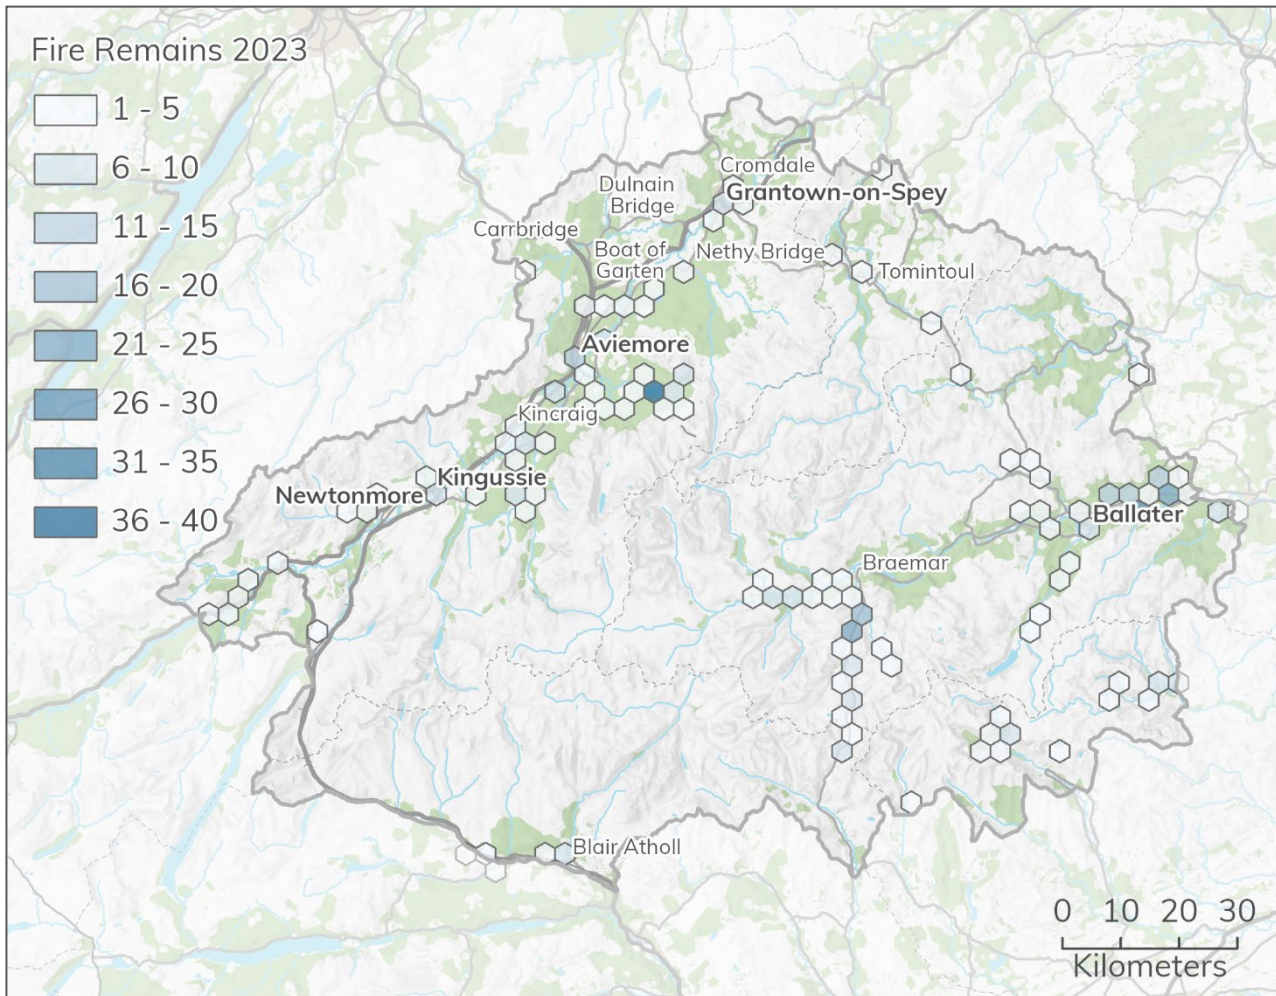 Fire Remains 2023
1 - 5
6 - 10
11 - 15
16 - 20
21 - 25
26 - 30
31 - 35
36 - 40
Cromdale
Dulnain
Bridge
Grantown-on-Spey
Carrbridge
Boat of
Garten
Nethy Bridge
Tomintoul
Aviemore
Kincraig
Kingussie
Newtonmore
Ballater
Braemar
Blair Atholl
0 10 20 30
Kilometers